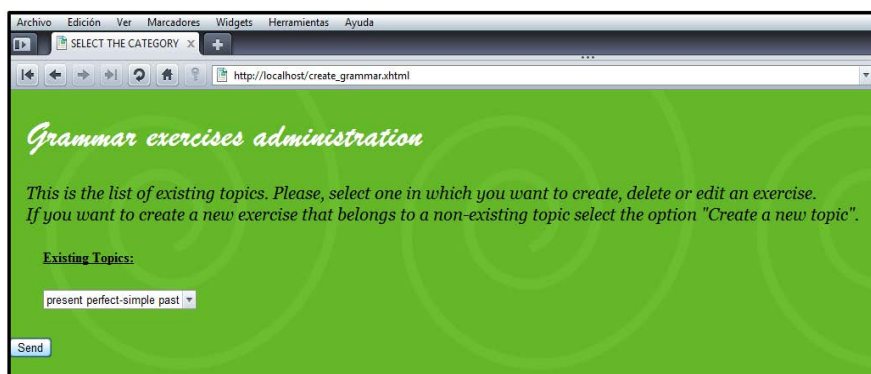 Archivo Edición Ver Marcadores Widgets Herramientas Ayuda
SELECT THE CATEGORY
http://localhost/create_grammar.xhtml
Grammar exercises administration
This is the list of existing topics. Please, select one in which you want to create, delete or edit an exercise.
If you want to create a new exercise that belongs to a non-existing topic select the option "Create a new topic".
Existing Topics:
present perfect-simple past
Send